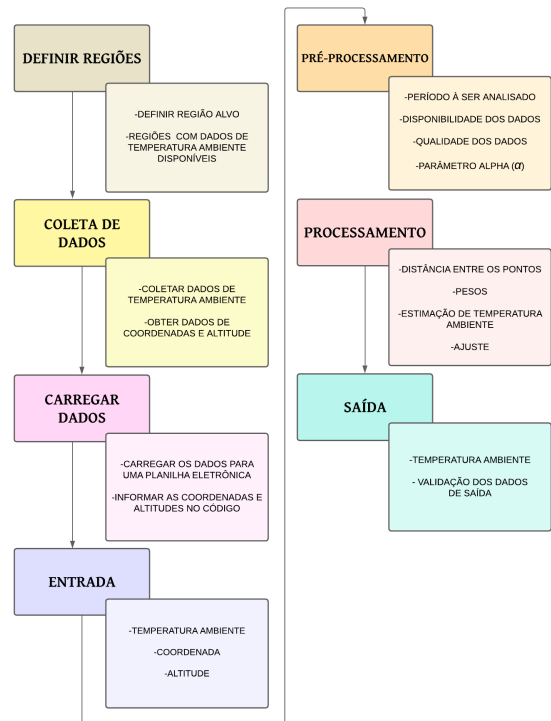 DEFINIR REGIÕES
-DEFINIR REGIÃO ALVO
-REGIÕES COM DADOS DE
TEMPERATURA AMBIENTE
DISPONÍVEIS
COLETA DE
DADOS
-COLETAR DADOS DE
TEMPERATURA AMBIENTE
-OBTER DADOS DE
COORDENADAS E ALTITUDE
CARREGAR
DADOS
-CARREGAR OS DADOS PARA
UMA PLANILHA ELETRÔNICA
-INFORMAR AS COORDENADAS E
ALTITUDES NO CÓDIGO
ENTRADA
-TEMPERATURA AMBIENTE
-COORDENADA
-ALTITUDE
PRÉ-PROCESSAMENTO
-PERÍODO À SER ANALISADO
-DISPONIBILIDADE DOS DADOS
-QUALIDADE DOS DADOS
-PARÂMETRO ALPHA (α)
PROCESSAMENTO
-DISTÂNCIA ENTRE OS PONTOS
-PESOS
-ESTIMAÇÃO DE TEMPERATURA
AMBIENTE
-AJUSTE
SAÍDA
-TEMPERATURA AMBIENTE
- VALIDAÇÃO DOS DADOS
DE SAÍDA